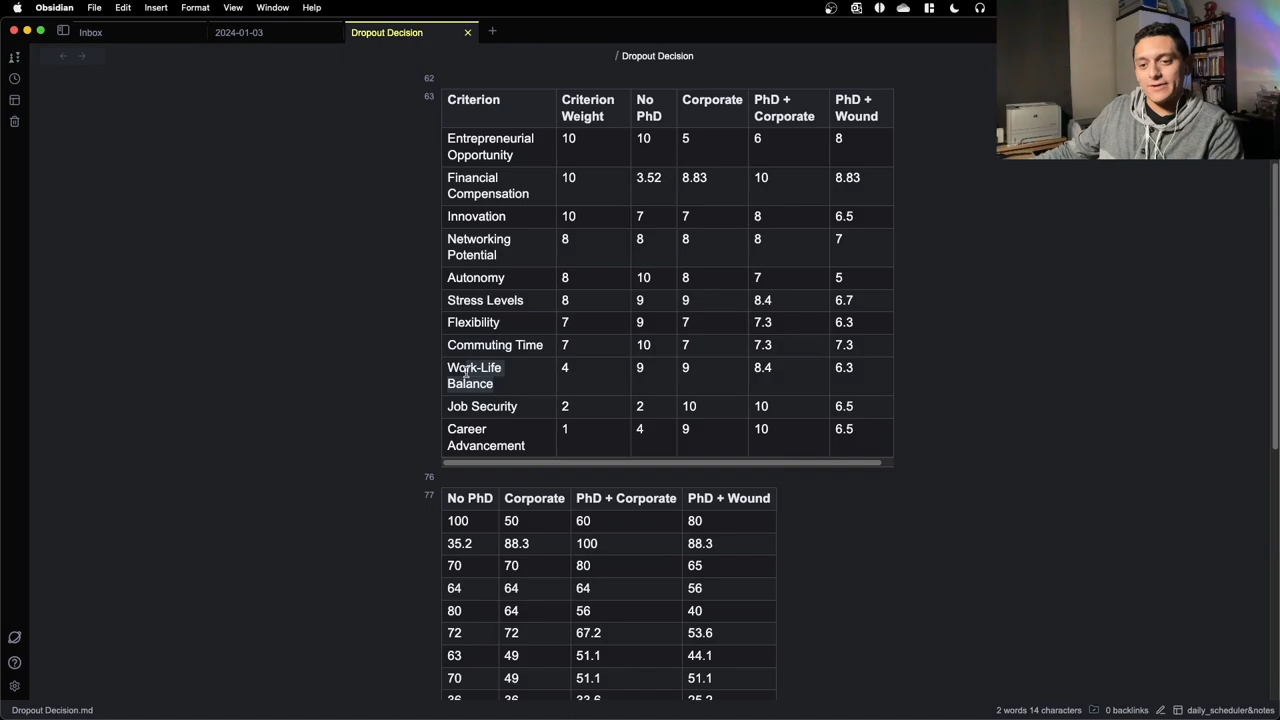 Obsidian File Edit Insert Format View Window Help
Inbox 2024-01-03 Dropout Decision
/ Dropout Decision
62
63
Criterion Criterion Weight No PhD Corporate PhD + Corporate PhD + Wound
Entrepreneurial Opportunity 10 10 5 6 8
Financial Compensation 10 3.52 8.83 10 8.83
Innovation 10 7 7 8 6.5
Networking Potential 8 8 8 8 7
Autonomy 8 10 8 7 5
Stress Levels 8 9 9 8.4 6.7
Flexibility 7 9 7 7.3 6.3
Commuting Time 7 10 7 7.3 7.3
Work-Life Balance 4 9 9 8.4 6.3
Job Security 2 2 10 10 6.5
Career Advancement 1 4 9 10 6.5
76
77
No PhD Corporate PhD + Corporate PhD + Wound
100 50 60 80
35.2 88.3 100 88.3
70 70 80 65
64 64 64 56
80 64 56 40
72 72 67.2 53.6
63 49 51.1 44.1
70 49 51.1 51.1
36 36 33.6 25.2
Dropout Decision.md 2 words 14 characters 0 backlinks daily_scheduler&notes